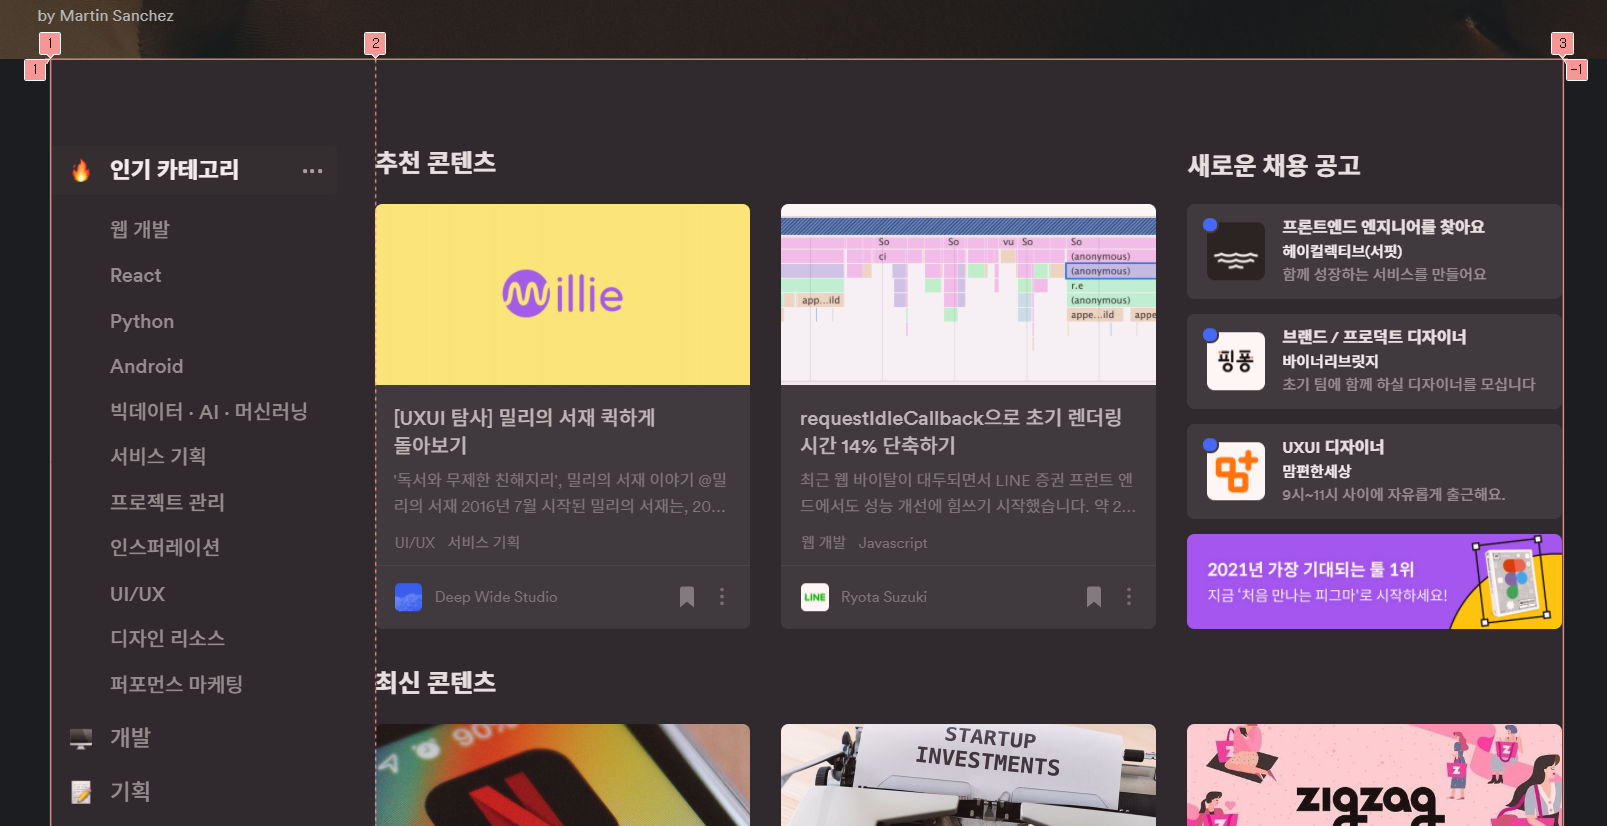 by Martin Sanchez
1
2
3
1
-1
인기 카테고리
웹 개발
React
Python
Android
빅데이터 · AI · 머신러닝
서비스 기획
프로젝트 관리
인스퍼레이션
UI/UX
디자인 리소스
퍼포먼스 마케팅
개발
기획
추천 콘텐츠
millie
[UXUI 탐사] 밀리의 서재 퀵하게
돌아보기
'독서와 무제한 친해지리', 밀리의 서재 이야기 @밀
리의 서재 2016년 7월 시작된 밀리의 서재는, 20...
UI/UX 서비스 기획
Deep Wide Studio
So So vu So So
ci (anonymous)
(anonymous)
r.e
app...ild (anonymous)
appe...ild appe
requestIdleCallback으로 초기 렌더링
시간 14% 단축하기
최근 웹 바이탈이 대두되면서 LINE 증권 프런트 엔
드에서도 성능 개선에 힘쓰기 시작했습니다. 약 2...
웹 개발 Javascript
LINE Ryota Suzuki
새로운 채용 공고
프론트엔드 엔지니어를 찾아요
헤이컬렉티브(서핏)
함께 성장하는 서비스를 만들어요
핑퐁
브랜드 / 프로덕트 디자이너
바이너리브릿지
초기 팀에 함께 하실 디자이너를 모십니다
UXUI 디자이너
맘편한세상
9시~11시 사이에 자유롭게 출근해요.
2021년 가장 기대되는 툴 1위
지금 '처음 만나는 피그마'로 시작하세요!
최신 콘텐츠
90%
STARTUP
INVESTMENTS
Z
Z
Z
Z
zigzag